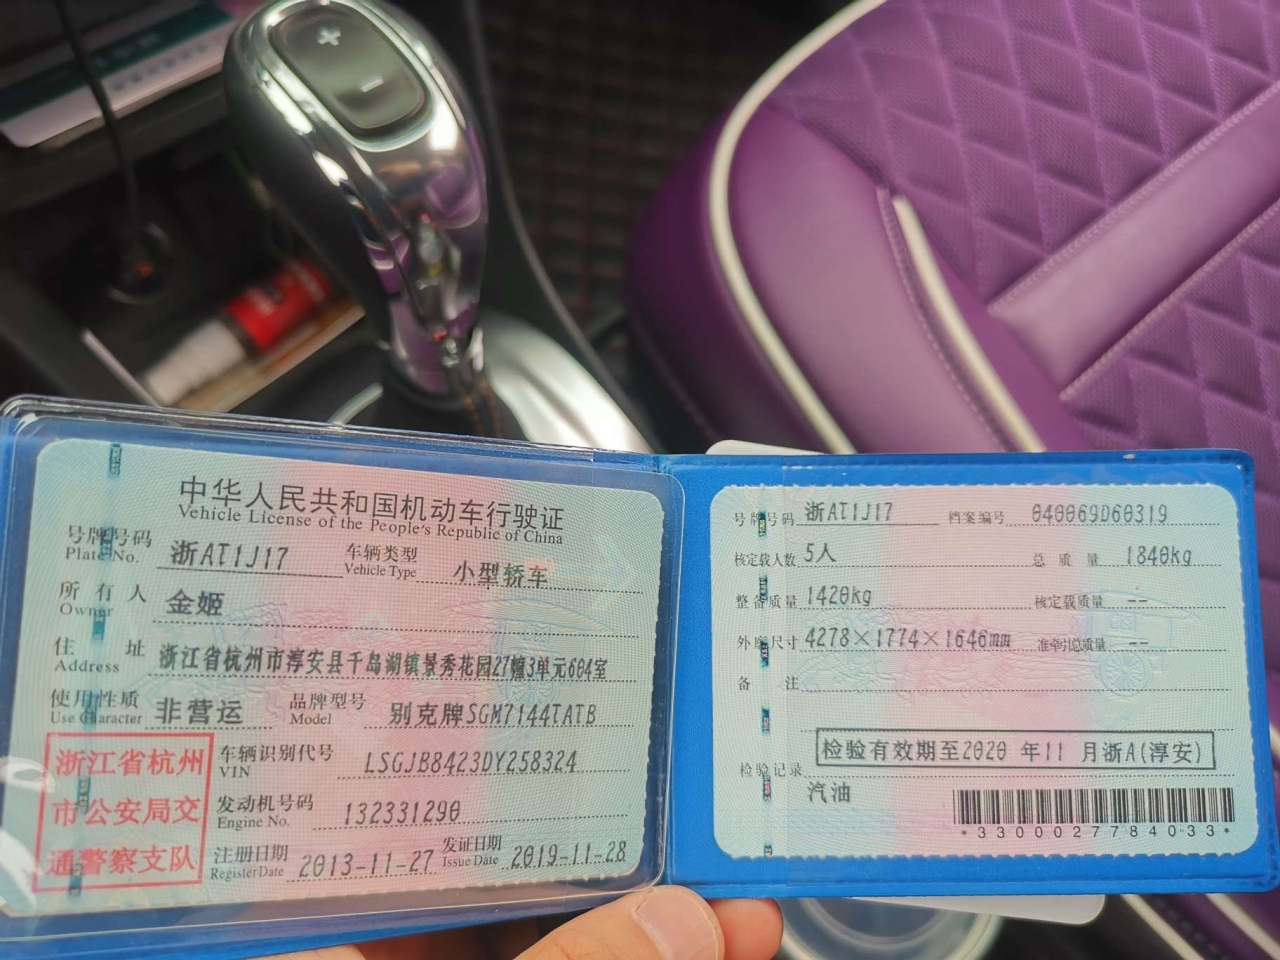 +
-
中华人民共和国机动车行驶证
Vehicle License of the People's Republic of China
号牌号码 浙AT1J17 车辆类型 小型轿车
Plate No. Vehicle Type
所有人 金姬
Owner
住址 浙江省杭州市淳安县千岛湖镇景秀花园27幢3单元604室
Address
使用性质 非营运 品牌型号 别克牌SGM7144TATB
Use Character Model
浙江省杭州
市公安局交
通警察支队
车辆识别代号 LSGJB8423DY258324
VIN
发动机号码 132331290
Engine No.
注册日期 2013-11-27 发证日期 2019-11-28
Register Date Issue Date
号牌号码 浙AT1J17 档案编号 040069D60319
核定载人数 5人 总质量 1840kg
整备质量 1420kg 核定载质量 --
外廓尺寸 4278×1774×1646mm 准牵引总质量 --
备注
检验记录 检验有效期至2020年11月浙A(淳安)
汽油
*3300027784033*